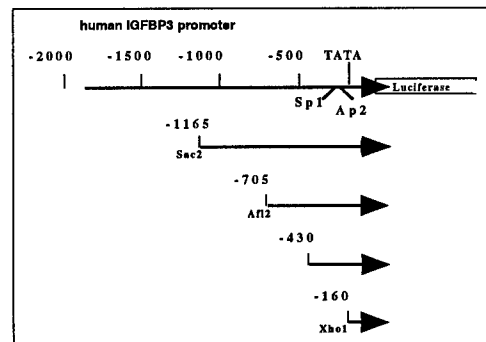 human IGFBP3 promoter
-2000 -1500 -1000 -500 TATA
Luciferase
Sp1 Ap2
-1165
Sac2
-705
Afl2
-430
-160
Xho1